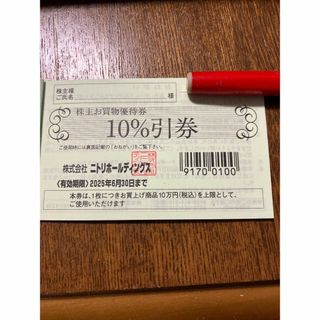 株主様
ご氏名
様
株主お買物優待券
10%引券
ご使用時には裏面記載の「おねがい」をご覧下さい。
株式会社 ニトリホールディングス
9170 0100
〈有効期限〉2025年6月30日まで
本券は、1枚につきお買上げ商品10万円(税込)を上限として、
ご使用いただけます